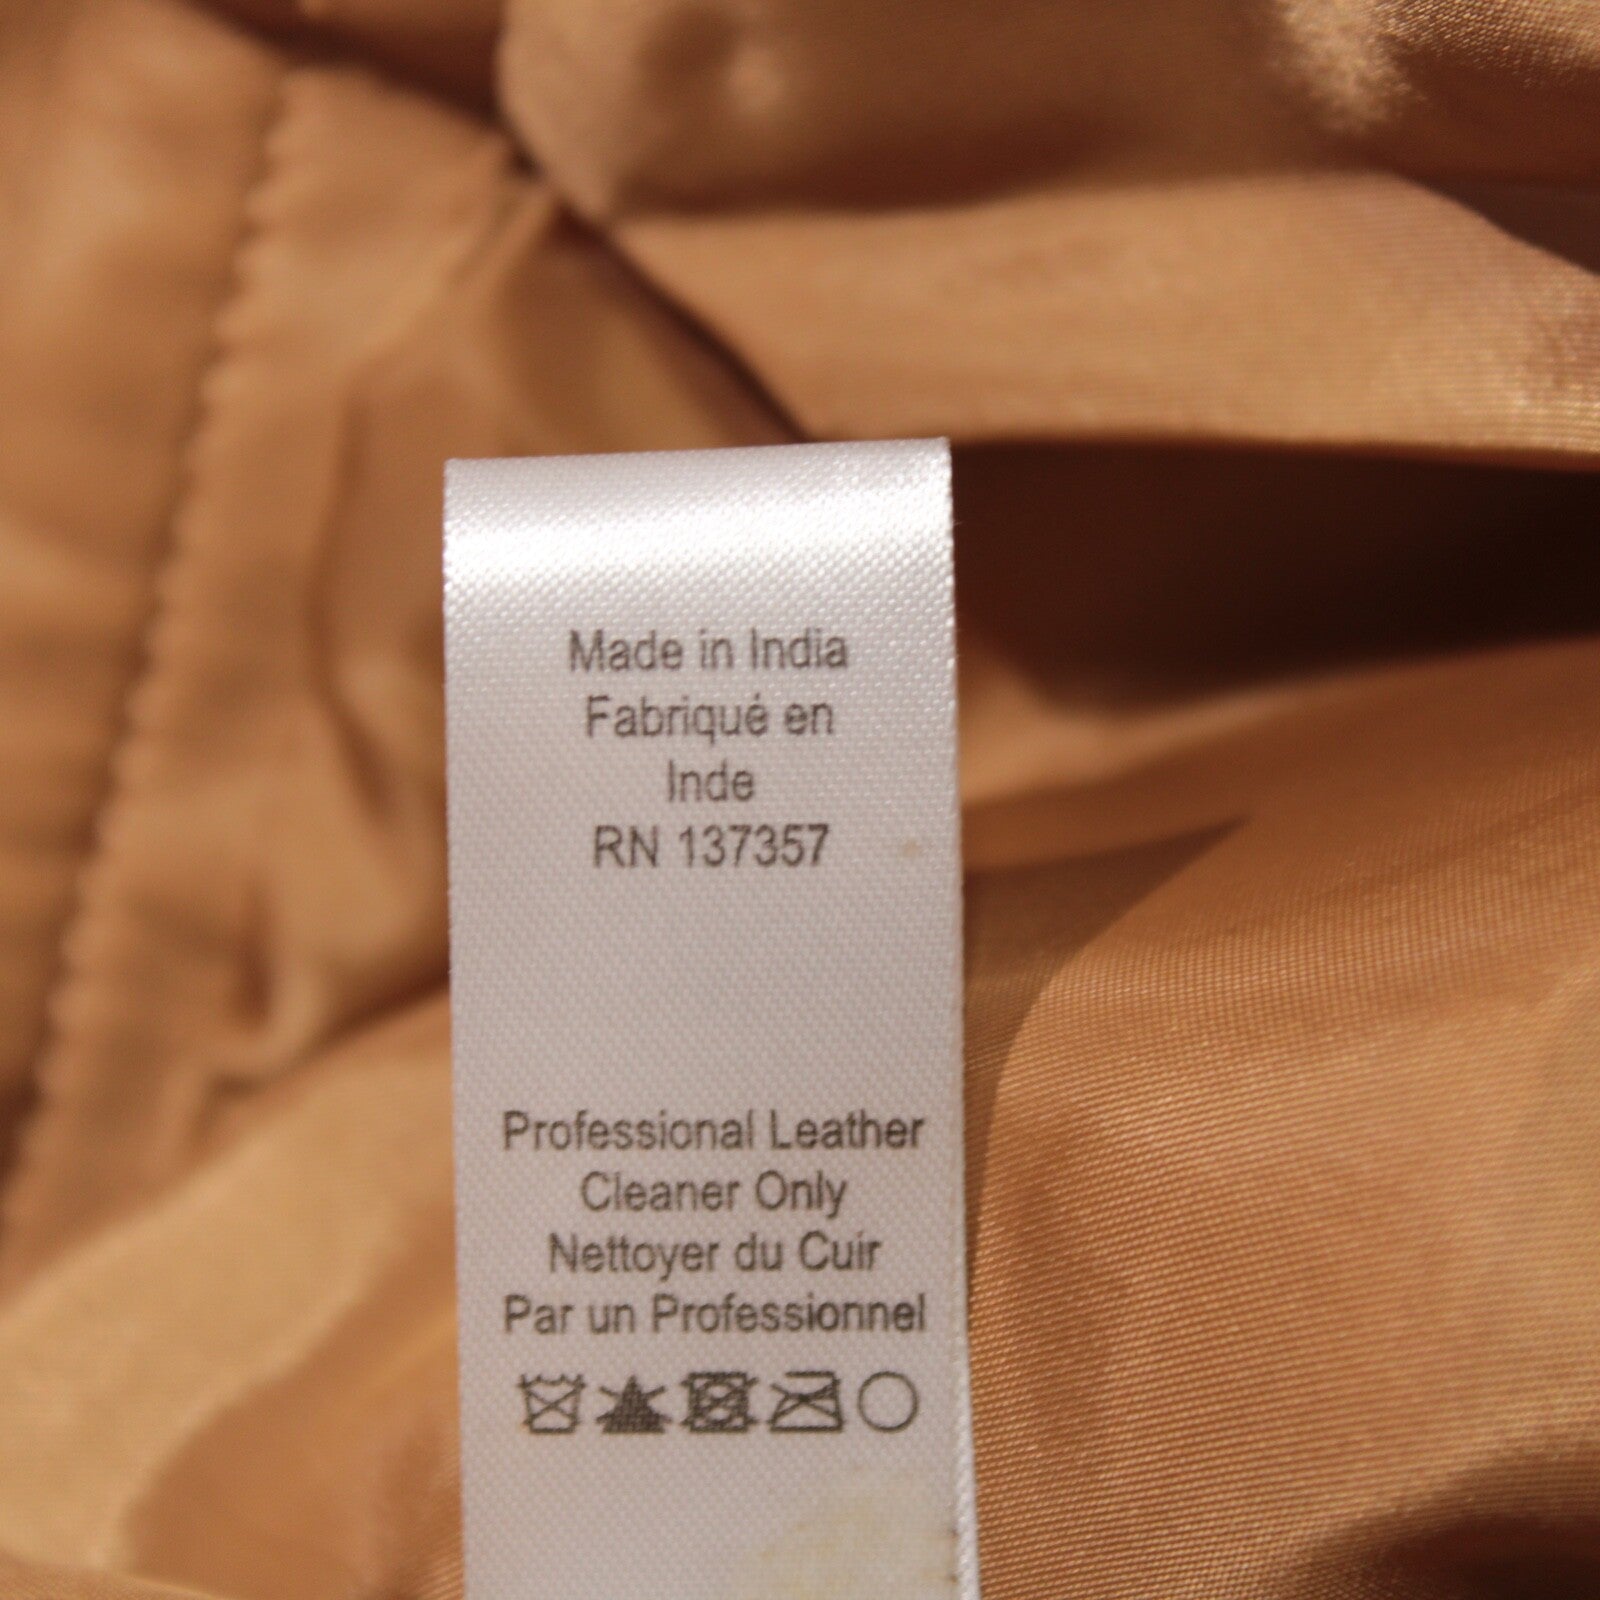 Made in India
Fabriqué en
Inde
RN 137357
Professional Leather
Cleaner Only
Nettoyer du Cuir
Par un Professionnel